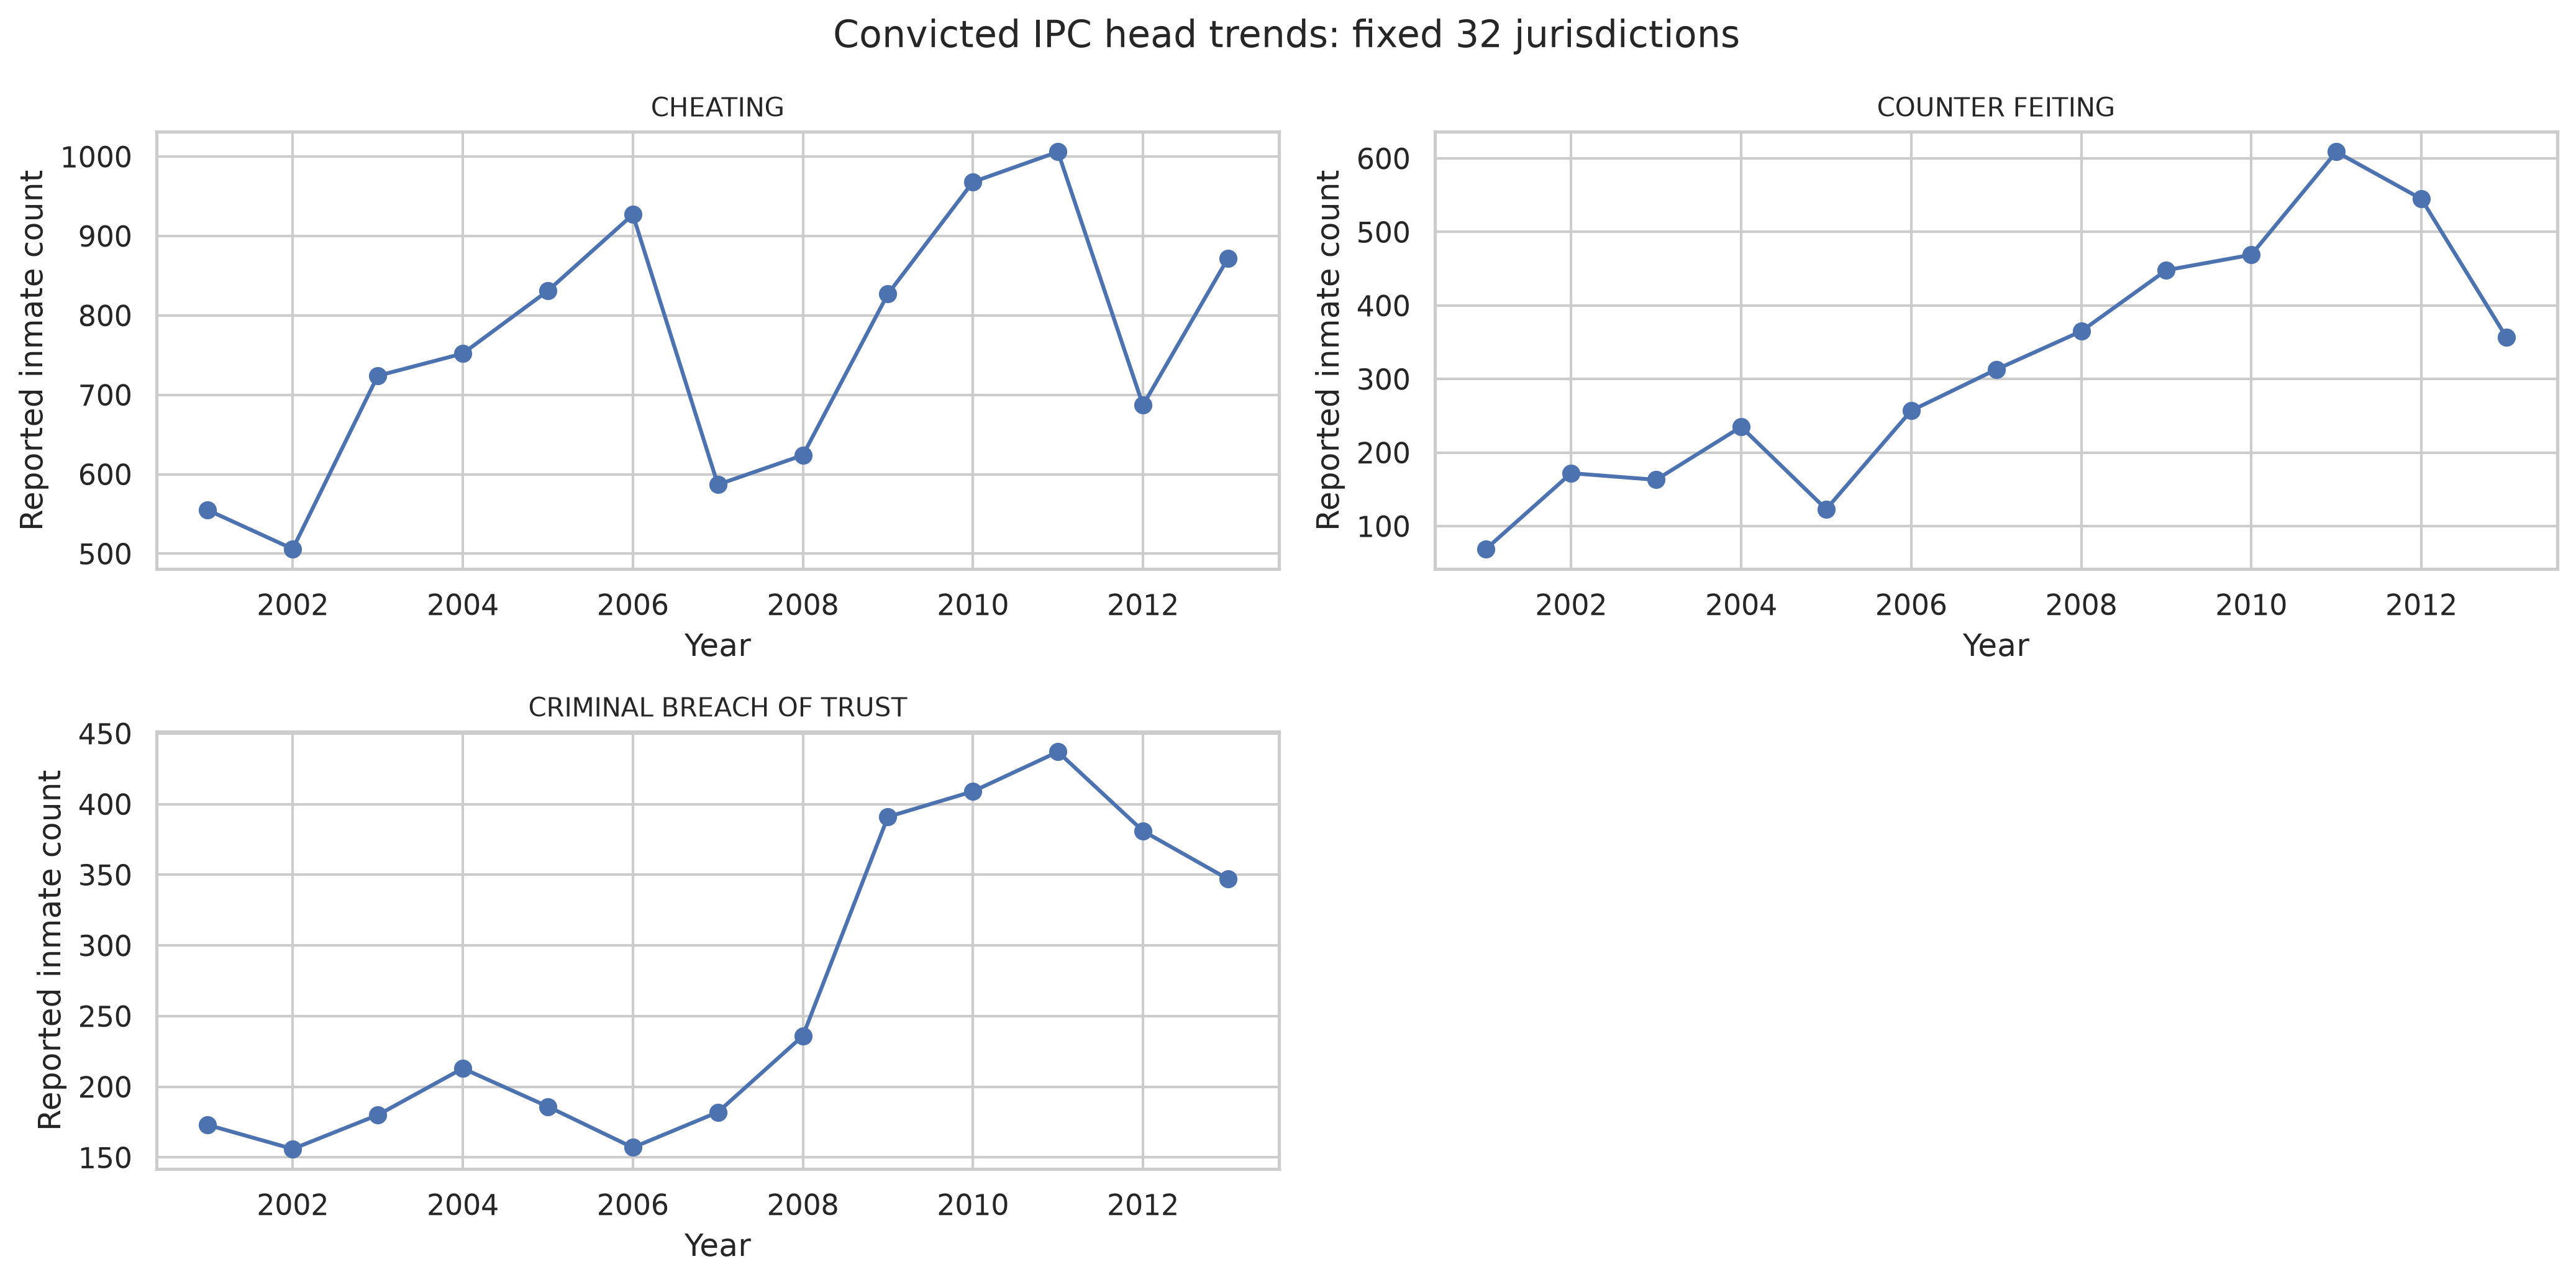 Convicted IPC head trends: fixed 32 jurisdictions
CHEATING
Reported inmate count
1000
900
800
700
600
500
2002 2004 2006 2008 2010 2012
Year
COUNTER FEITING
Reported inmate count
600
500
400
300
200
100
2002 2004 2006 2008 2010 2012
Year
CRIMINAL BREACH OF TRUST
Reported inmate count
450
400
350
300
250
200
150
2002 2004 2006 2008 2010 2012
Year